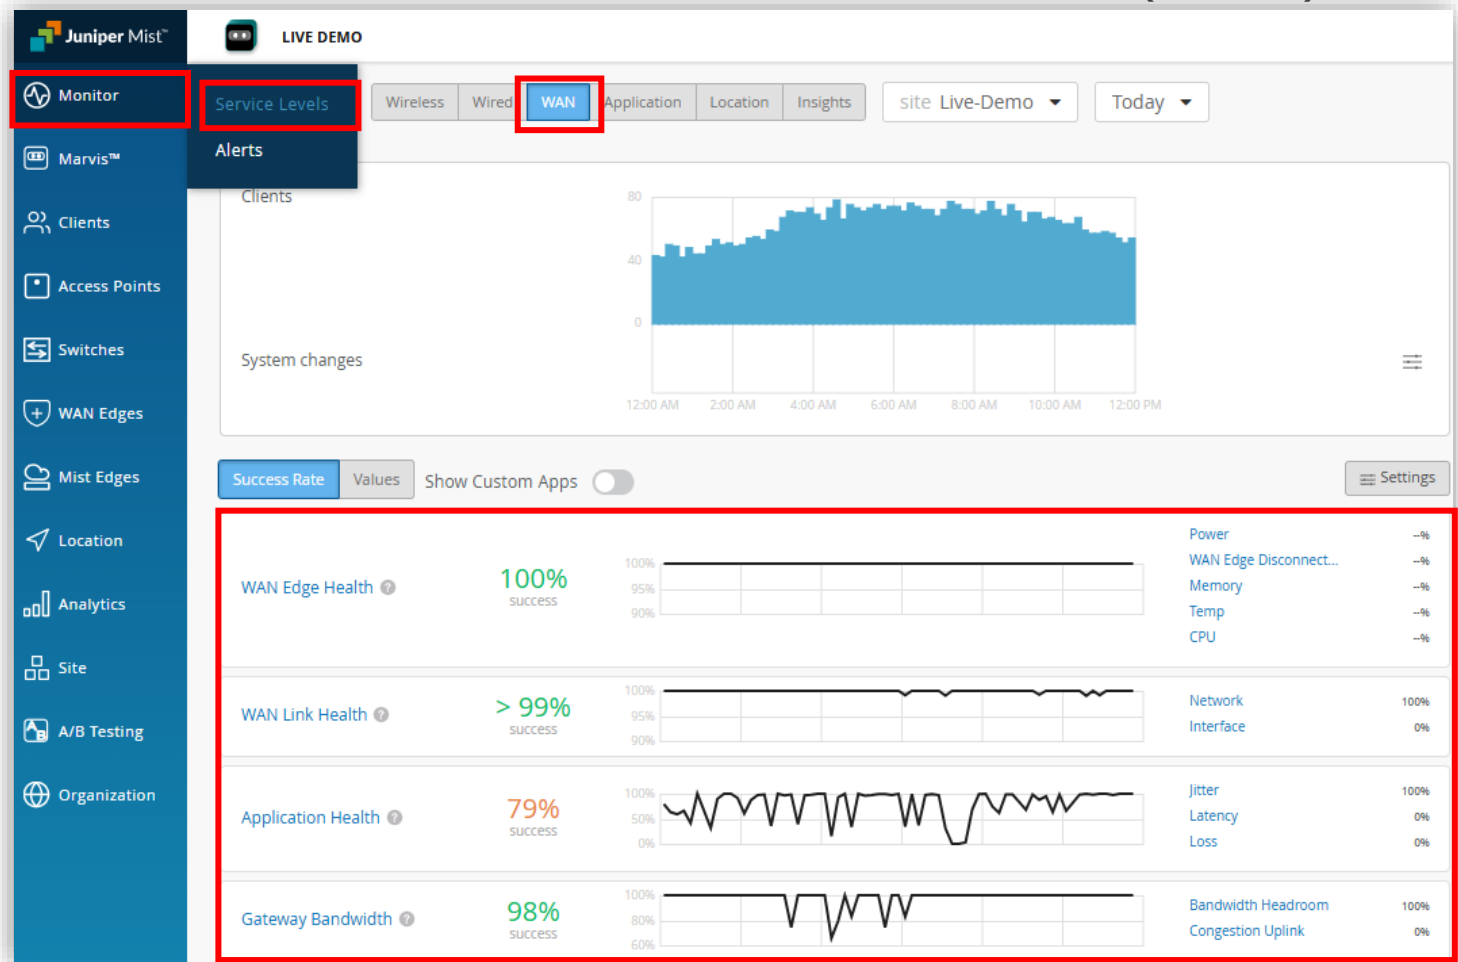 Juniper Mist™
LIVE DEMO
Monitor
Service Levels
Wireless
Wired
WAN
Application
Location
Insights
site Live-Demo
Today
Marvis™
Alerts
Clients
Access Points
Switches
WAN Edges
Mist Edges
Location
Analytics
Site
A/B Testing
Organization
Clients
80
40
0
System changes
12:00 AM 2:00 AM 4:00 AM 6:00 AM 8:00 AM 10:00 AM 12:00 PM
Success Rate
Values
Show Custom Apps
Settings
WAN Edge Health ?
100%
success
100%
95%
90%
Power --%
WAN Edge Disconnect... --%
Memory --%
Temp --%
CPU --%
WAN Link Health ?
> 99%
success
100%
95%
90%
Network 100%
Interface 0%
Application Health ?
79%
success
100%
50%
0%
Jitter 100%
Latency 0%
Loss 0%
Gateway Bandwidth ?
98%
success
100%
80%
60%
Bandwidth Headroom 100%
Congestion Uplink 0%